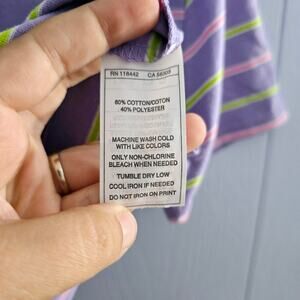 RN 118442 CA 56005
60% COTTON/COTON
40% POLYESTER
MACHINE WASH COLD
WITH LIKE COLORS
ONLY NON-CHLORINE
BLEACH WHEN NEEDED
TUMBLE DRY LOW
COOL IRON IF NEEDED
DO NOT IRON ON PRINT